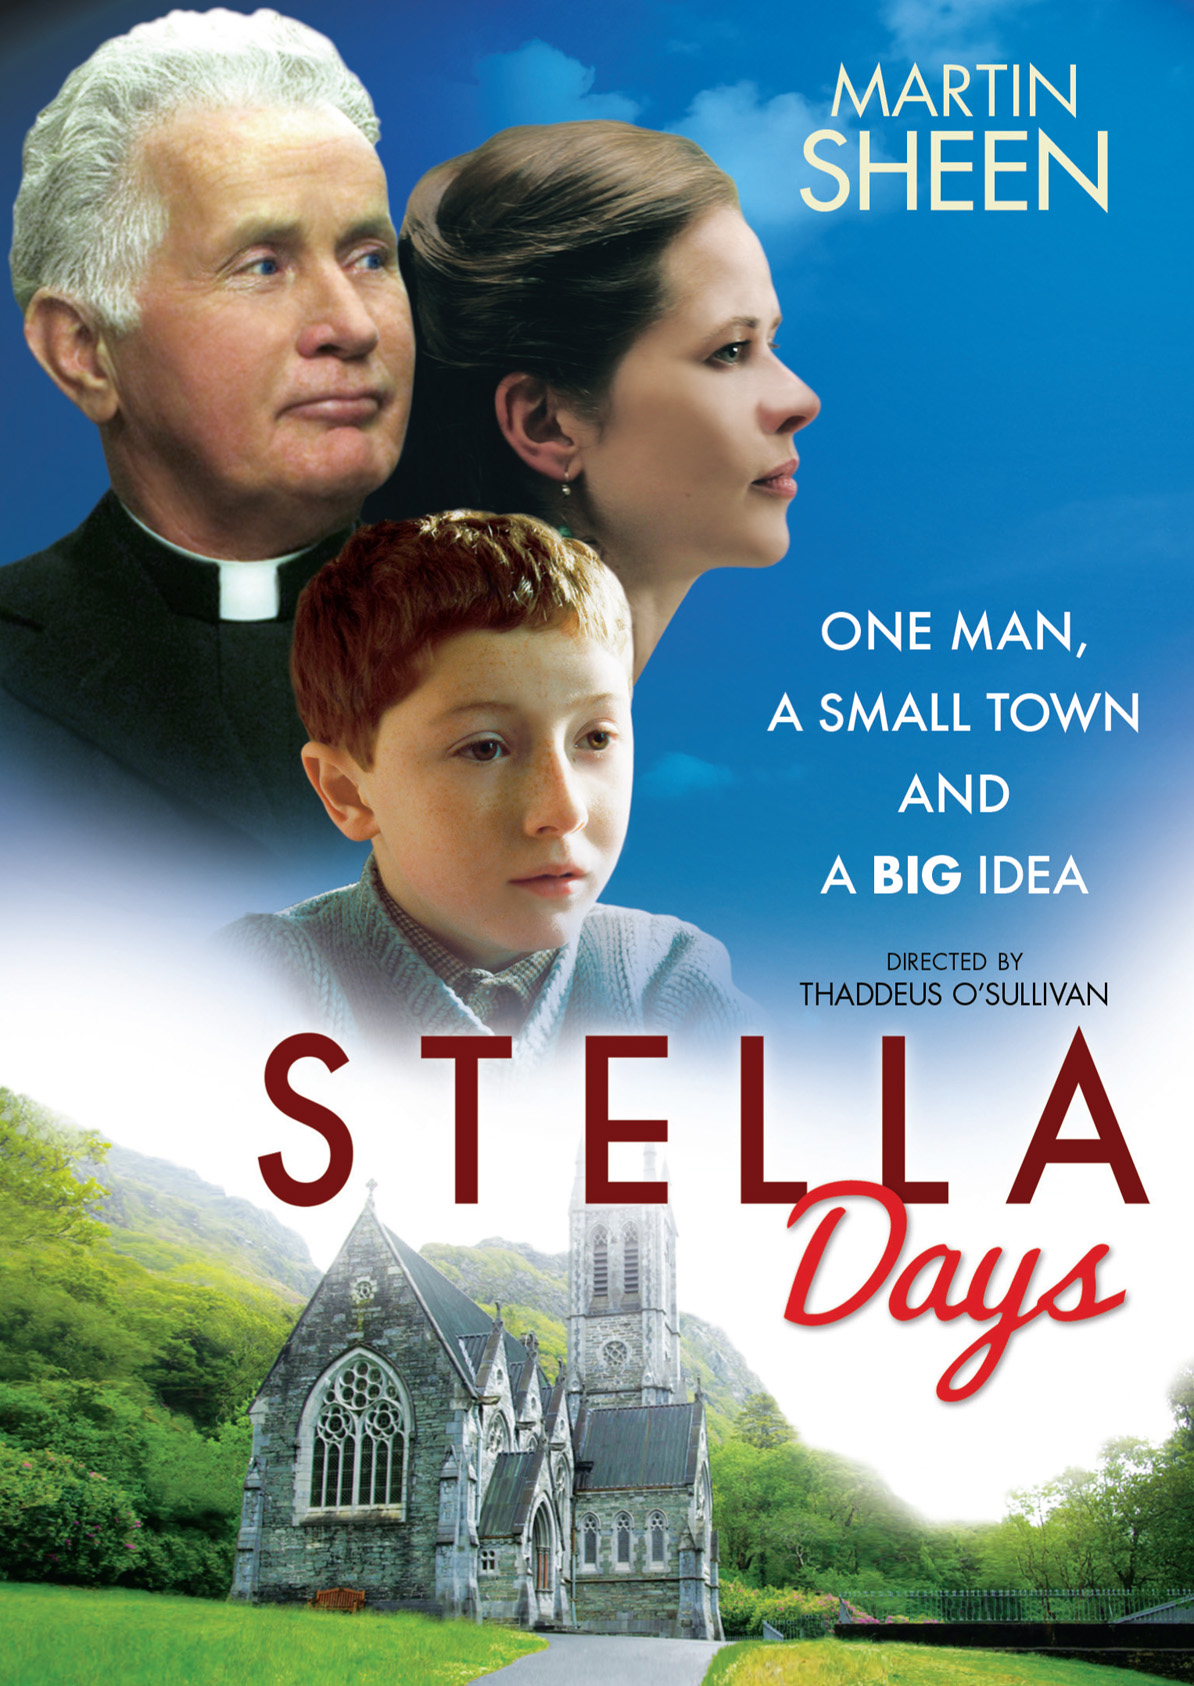 MARTIN
SHEEN
ONE MAN,
A SMALL TOWN
AND
A BIG IDEA
DIRECTED BY
THADDEUS O'SULLIVAN
STELLA
Days